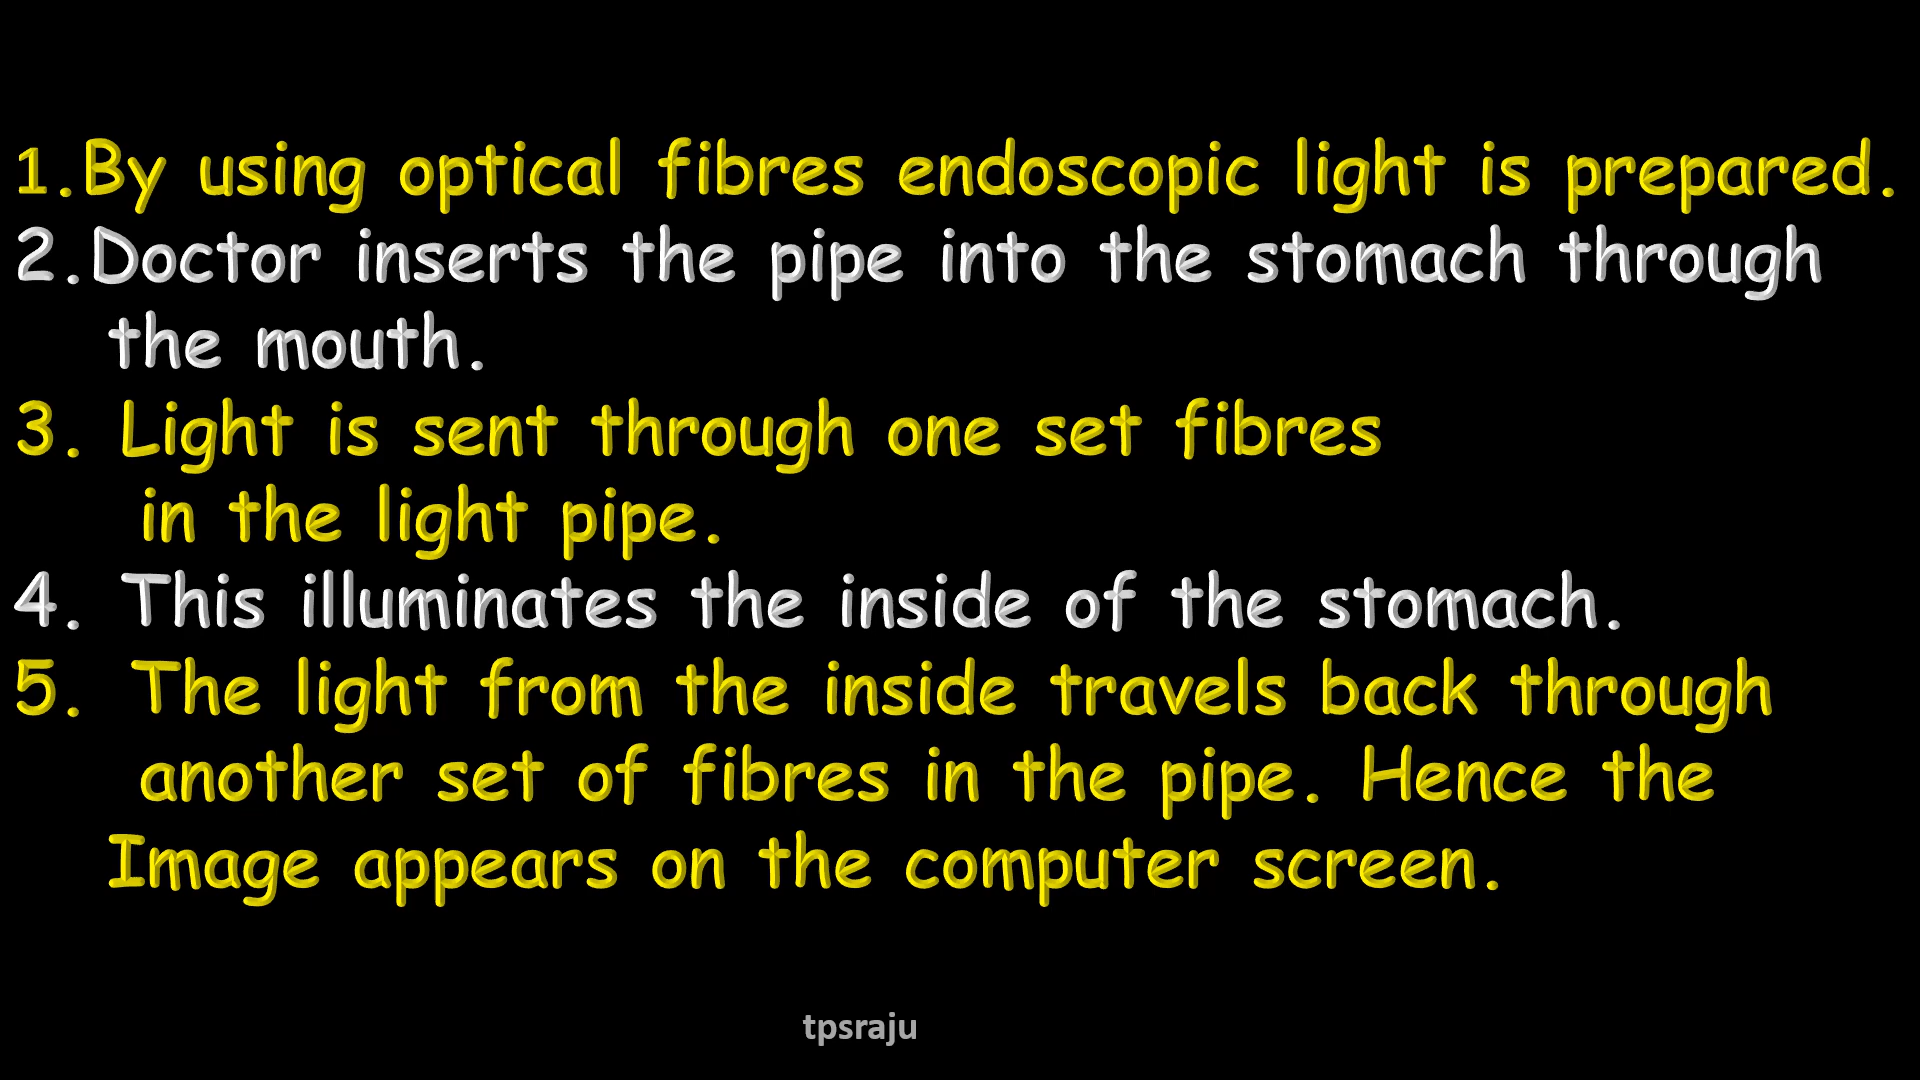 1.By using optical fibres endoscopic light is prepared.
2.Doctor inserts the pipe into the stomach through
the mouth.
3. Light is sent through one set fibres
in the light pipe.
4. This illuminates the inside of the stomach.
5. The light from the inside travels back through
another set of fibres in the pipe. Hence the
Image appears on the computer screen.
tpsraju